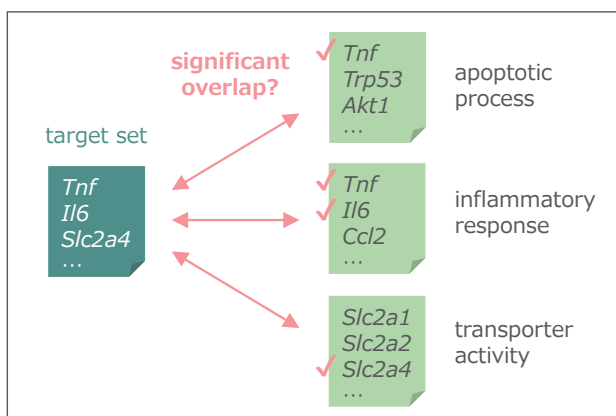 significant
overlap?
target set
Tnf
Il6
Slc2a4
...
Tnf
Trp53
Akt1
...
apoptotic
process
Tnf
Il6
Ccl2
...
inflammatory
response
Slc2a1
Slc2a2
Slc2a4
...
transporter
activity